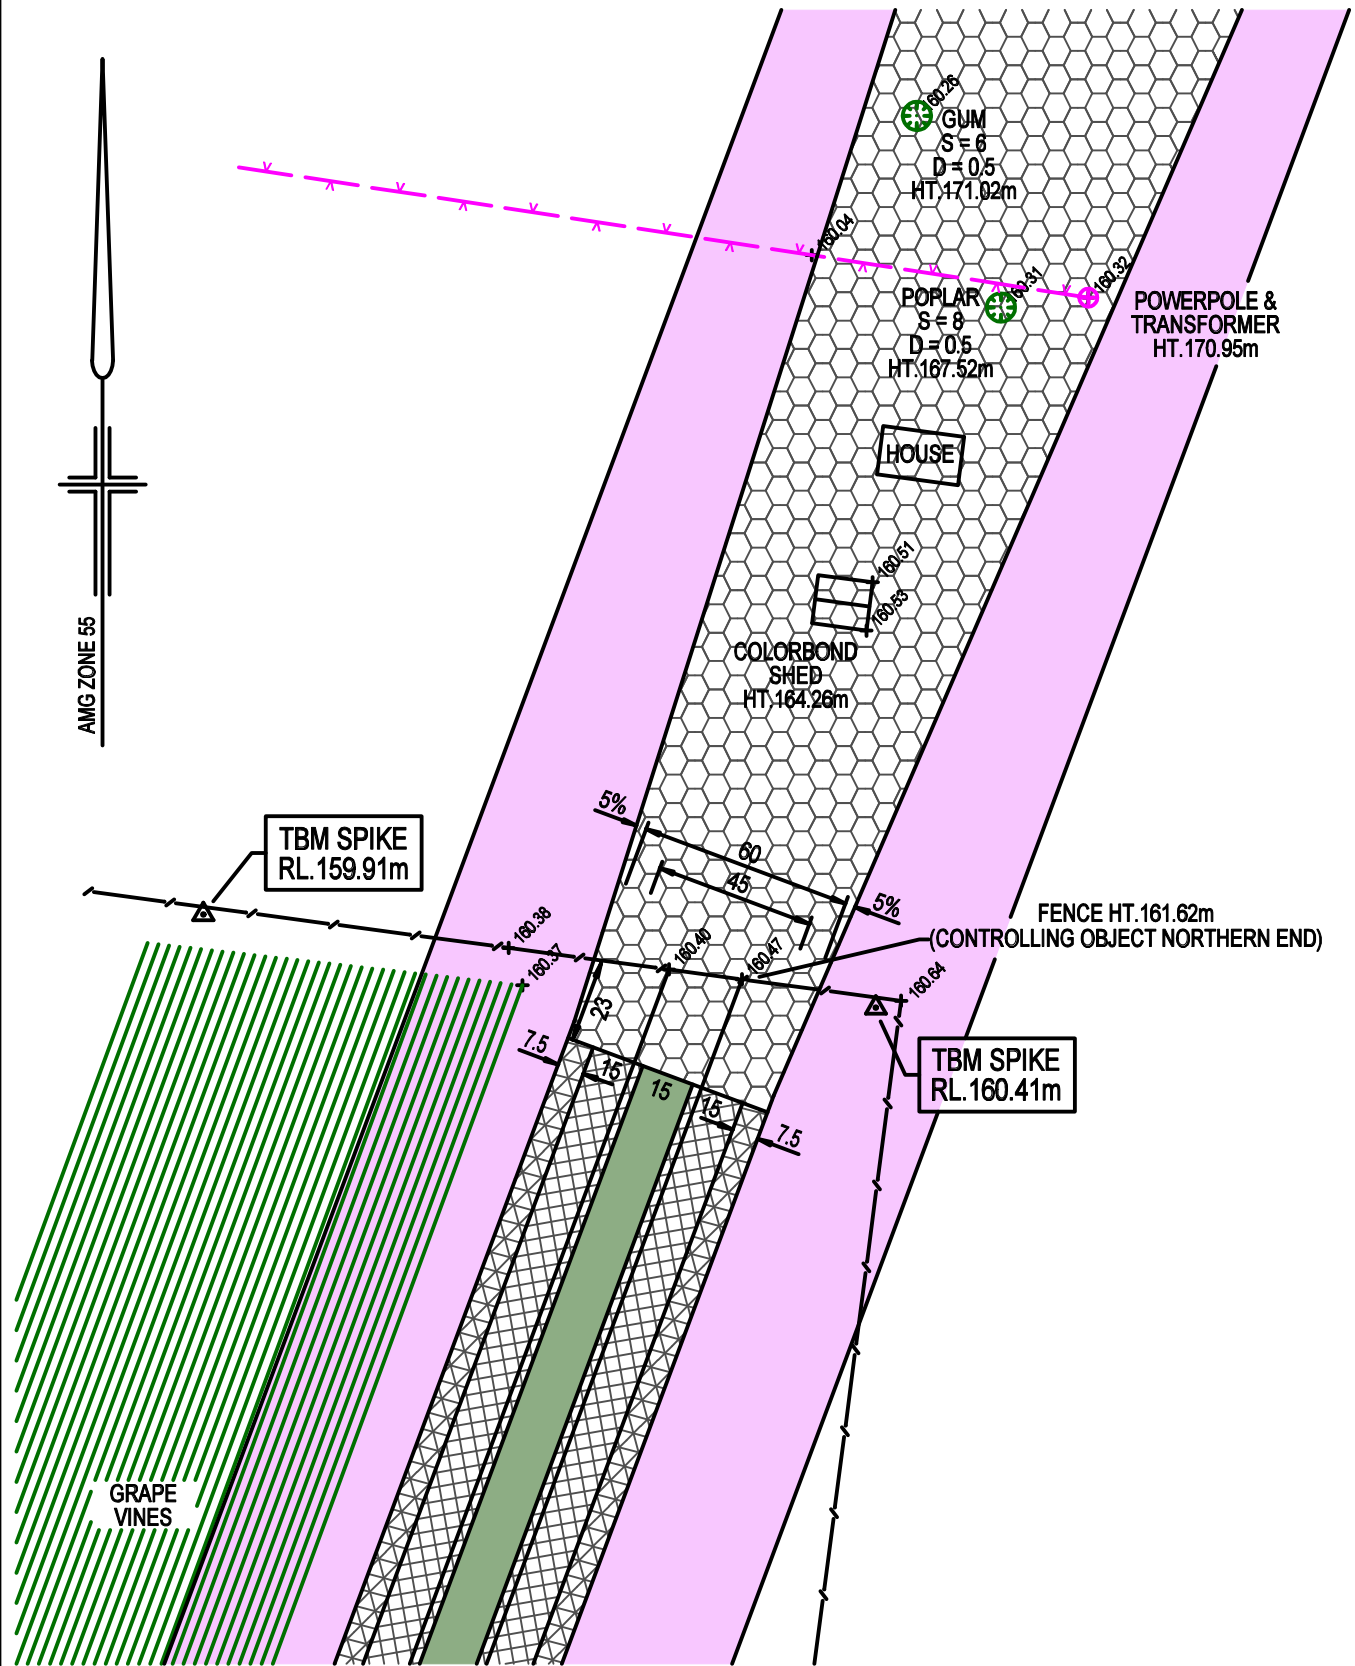 60.26
GUM
S = 6
D = 0.5
HT.171.02m
160.04
160.31
160.32
POPLAR
S = 8
D = 0.5
HT.167.52m
POWERPOLE &
TRANSFORMER
HT.170.95m
HOUSE
160.51
160.53
COLORBOND
SHED
HT.164.26m
AMG ZONE 55
5%
60
45
5%
TBM SPIKE
RL.159.91m
FENCE HT.161.62m
(CONTROLLING OBJECT NORTHERN END)
160.38
160.37
160.40
160.47
160.64
23
7.5
15
15
15
7.5
TBM SPIKE
RL.160.41m
GRAPE
VINES